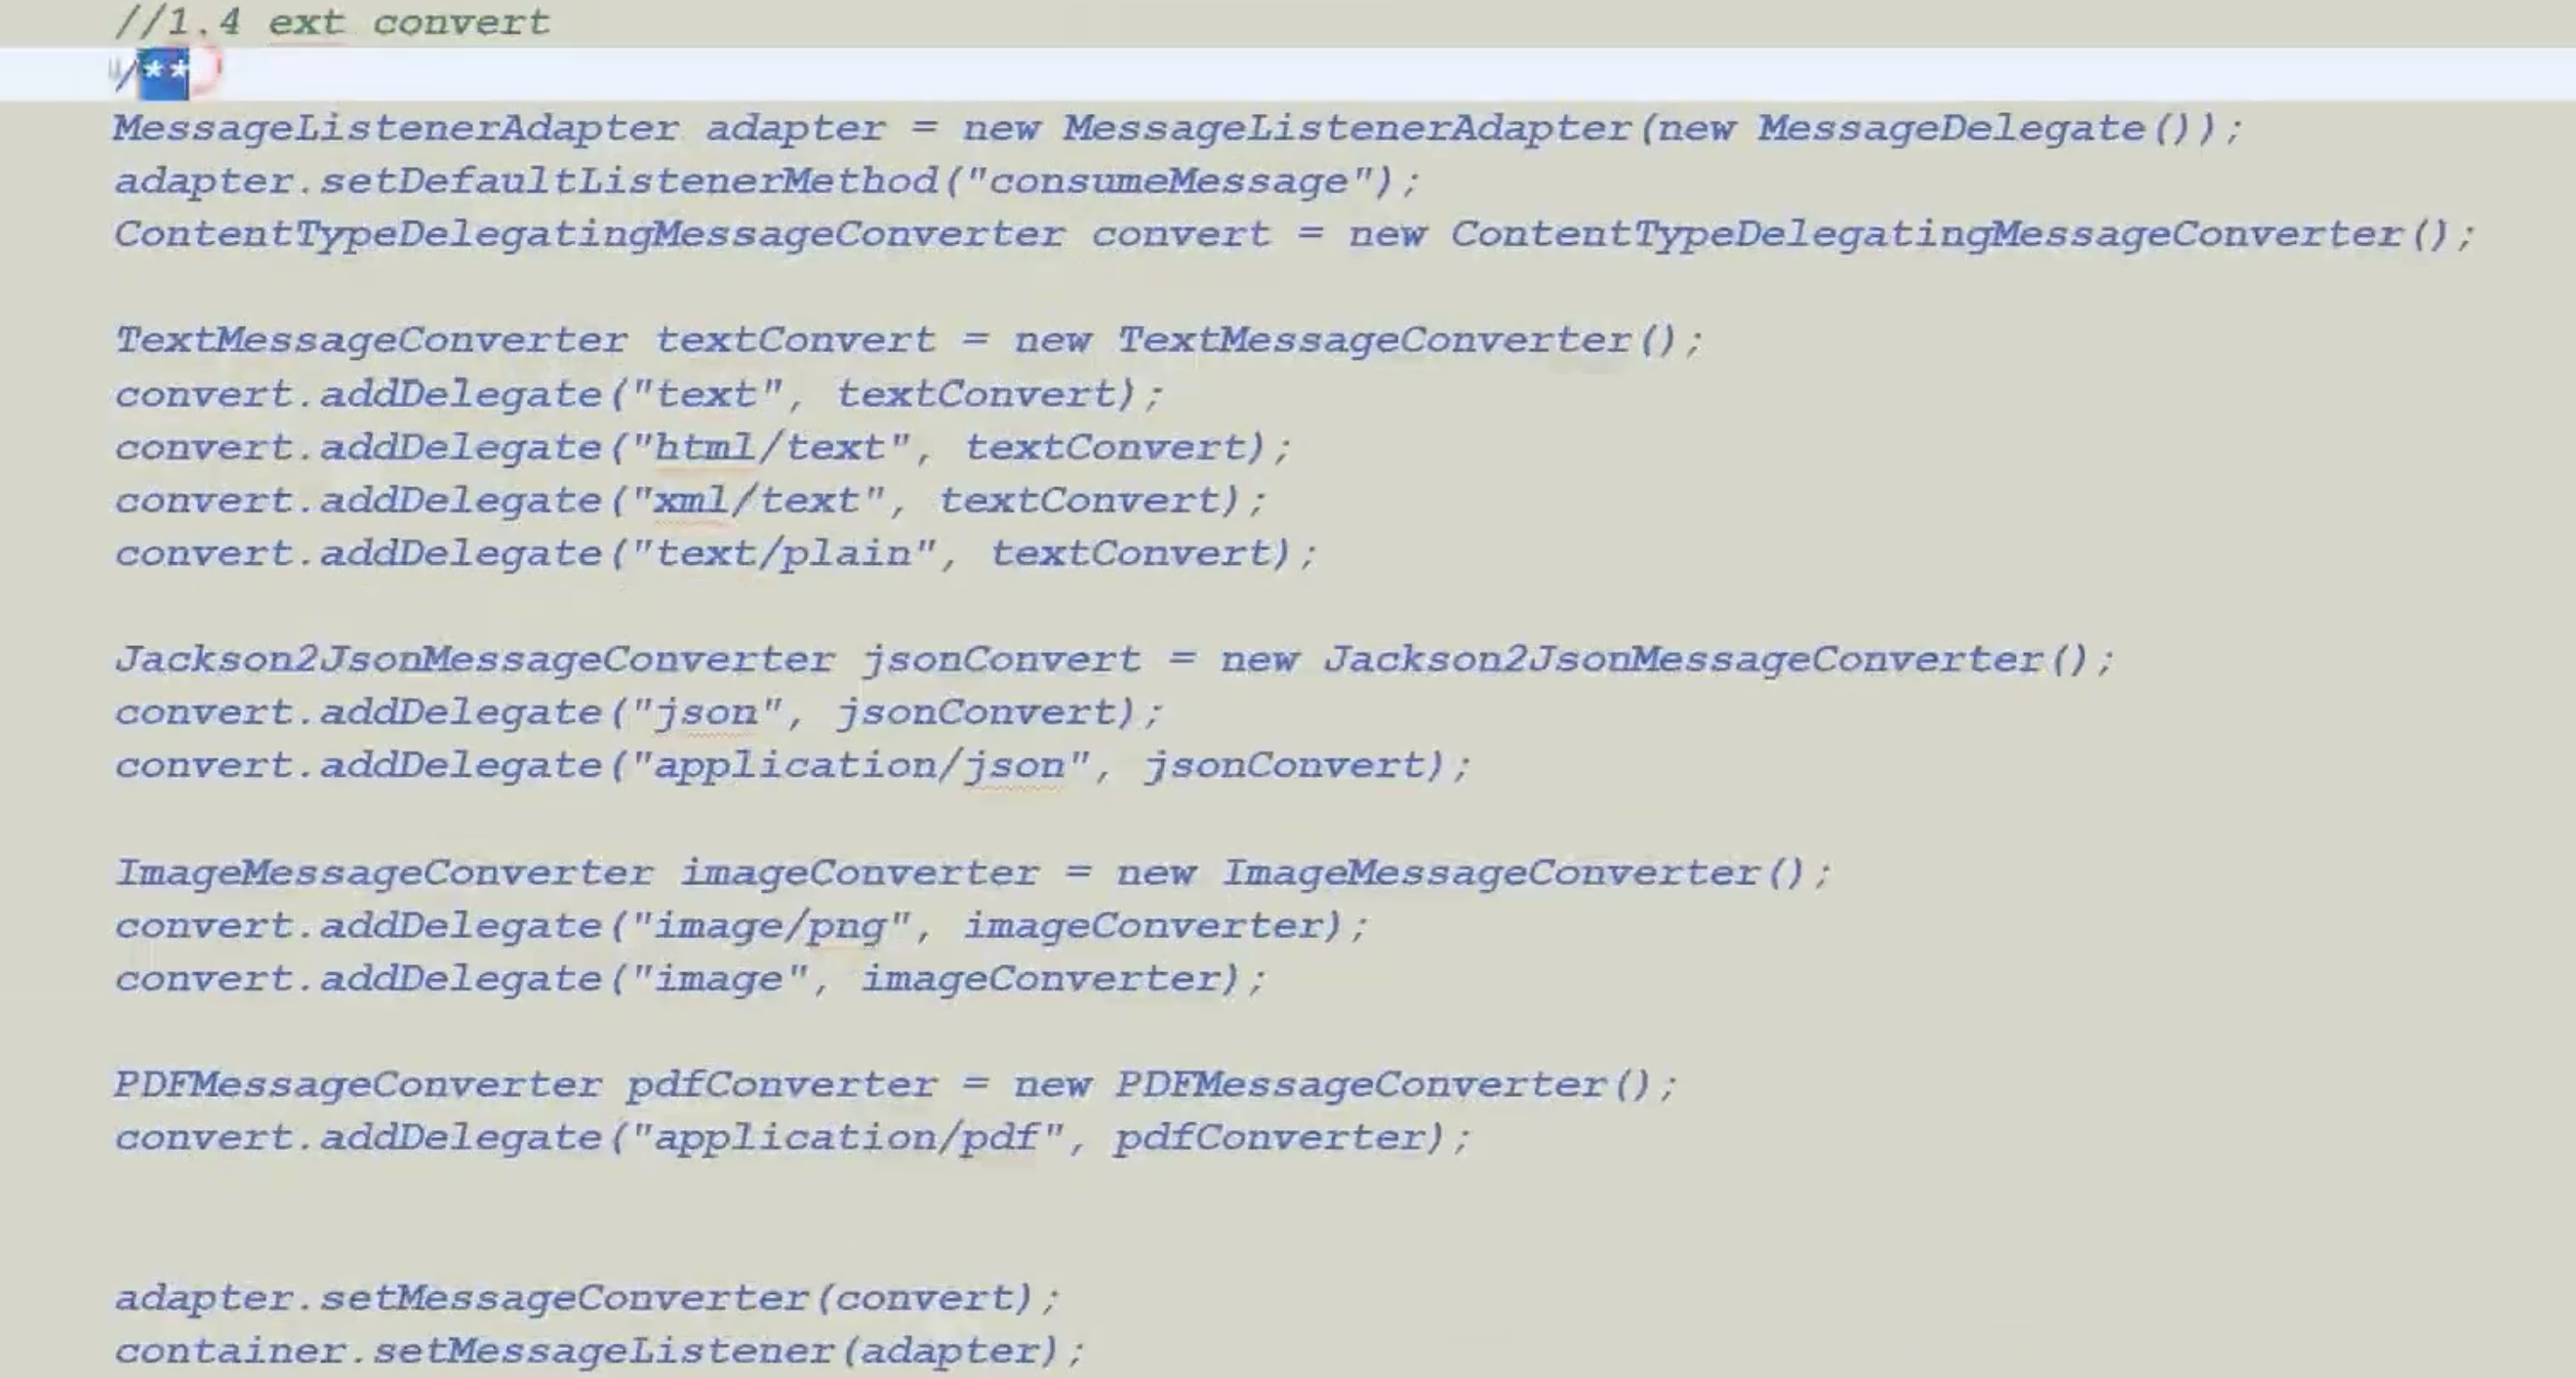 //1.4 ext convert
/**
MessageListenerAdapter adapter = new MessageListenerAdapter(new MessageDelegate());
adapter.setDefaultListenerMethod("consumeMessage");
ContentTypeDelegatingMessageConverter convert = new ContentTypeDelegatingMessageConverter();
TextMessageConverter textConvert = new TextMessageConverter();
convert.addDelegate("text", textConvert);
convert.addDelegate("html/text", textConvert);
convert.addDelegate("xml/text", textConvert);
convert.addDelegate("text/plain", textConvert);
Jackson2JsonMessageConverter jsonConvert = new Jackson2JsonMessageConverter();
convert.addDelegate("json", jsonConvert);
convert.addDelegate("application/json", jsonConvert);
ImageMessageConverter imageConverter = new ImageMessageConverter();
convert.addDelegate("image/png", imageConverter);
convert.addDelegate("image", imageConverter);
PDFMessageConverter pdfConverter = new PDFMessageConverter();
convert.addDelegate("application/pdf", pdfConverter);
adapter.setMessageConverter(convert);
container.setMessageListener(adapter);